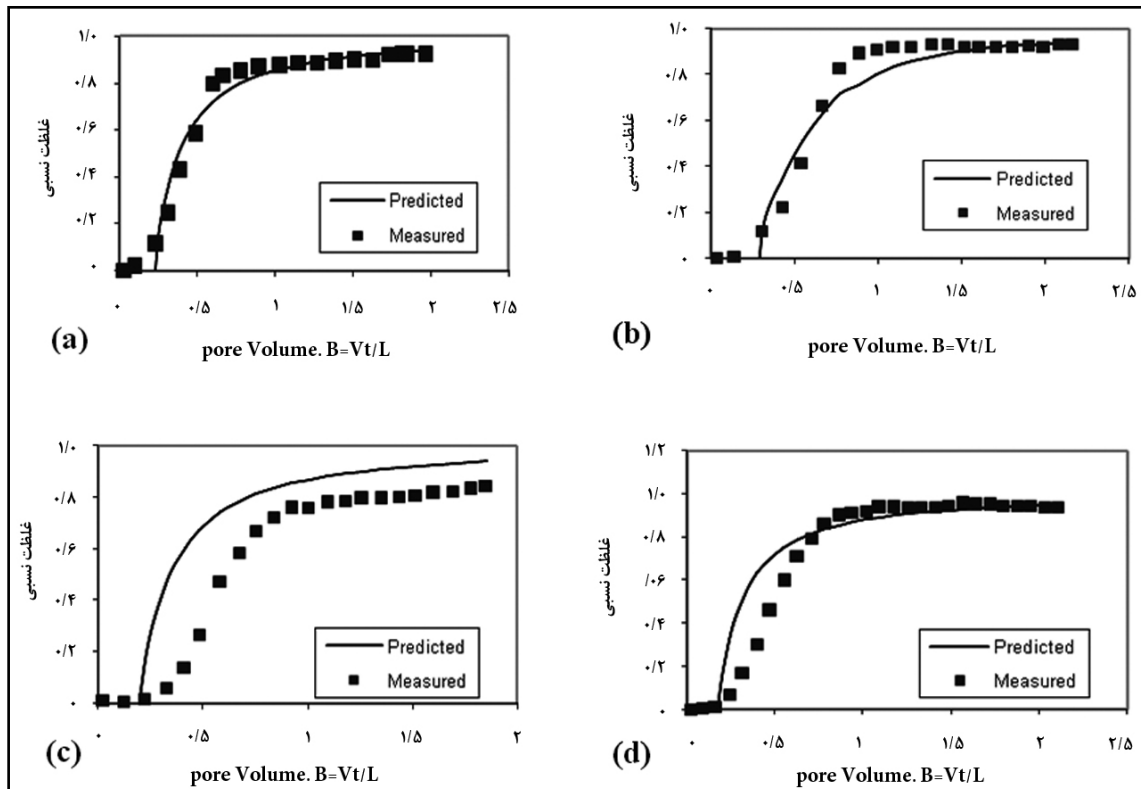 ۱/۰
۰/۸
۰/۶
۰/۴
۰/۲
۰
غلظت نسبی
Predicted
Measured
۰ ۰/۵ ۱ ۱/۵ ۲ ۲/۵
(a)
pore Volume. B=Vt/L
۱/۰
۰/۸
۰/۶
۰/۴
۰/۲
۰
غلظت نسبی
Predicted
Measured
۰ ۰/۵ ۱ ۱/۵ ۲ ۲/۵
(b)
pore Volume. B=Vt/L
۱/۰
۰/۸
۰/۶
۰/۴
۰/۲
۰
غلظت نسبی
Predicted
Measured
۰ ۰/۵ ۱ ۱/۵ ۲
(c)
pore Volume. B=Vt/L
۱/۲
۱/۰
۰/۸
/۰۶
۰/۴
۰/۲
۰
غلظت نسبی
Predicted
Measured
۰ ۰/۵ ۱ ۱/۵ ۲ ۲/۵
(d)
pore Volume. B=Vt/L